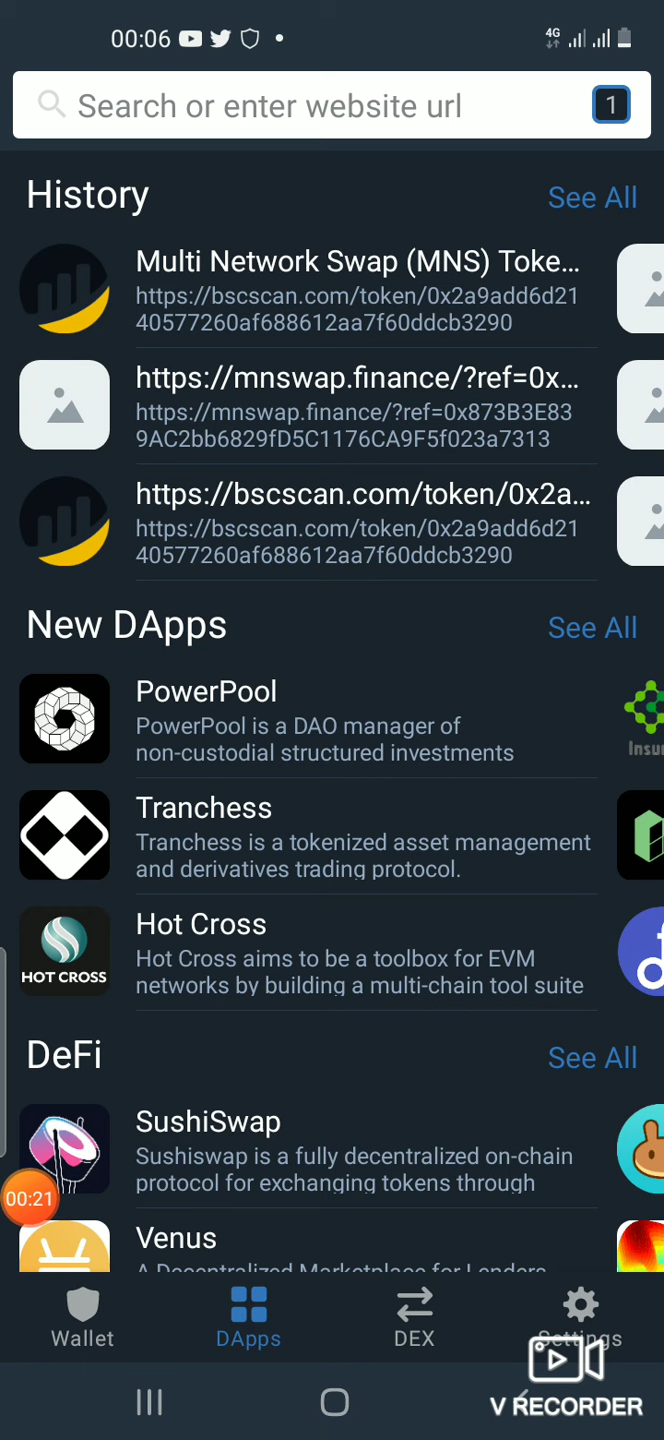 00:06
4G
Search or enter website url
1
History
See All
Multi Network Swap (MNS) Toke...
https://bscscan.com/token/0x2a9add6d21
40577260af688612aa7f60ddcb3290
https://mnswap.finance/?ref=0x...
https://mnswap.finance/?ref=0x873B3E83
9AC2bb6829fD5C1176CA9F5f023a7313
https://bscscan.com/token/0x2a...
https://bscscan.com/token/0x2a9add6d21
40577260af688612aa7f60ddcb3290
New DApps
See All
PowerPool
PowerPool is a DAO manager of
non-custodial structured investments
Insu
Tranchess
Tranchess is a tokenized asset management
and derivatives trading protocol.
HOT CROSS
Hot Cross
Hot Cross aims to be a toolbox for EVM
networks by building a multi-chain tool suite
DeFi
See All
SushiSwap
Sushiswap is a fully decentralized on-chain
protocol for exchanging tokens through
00:21
Venus
A Decentralized Marketplace for Lenders
Wallet
DApps
DEX
Settings
V RECORDER